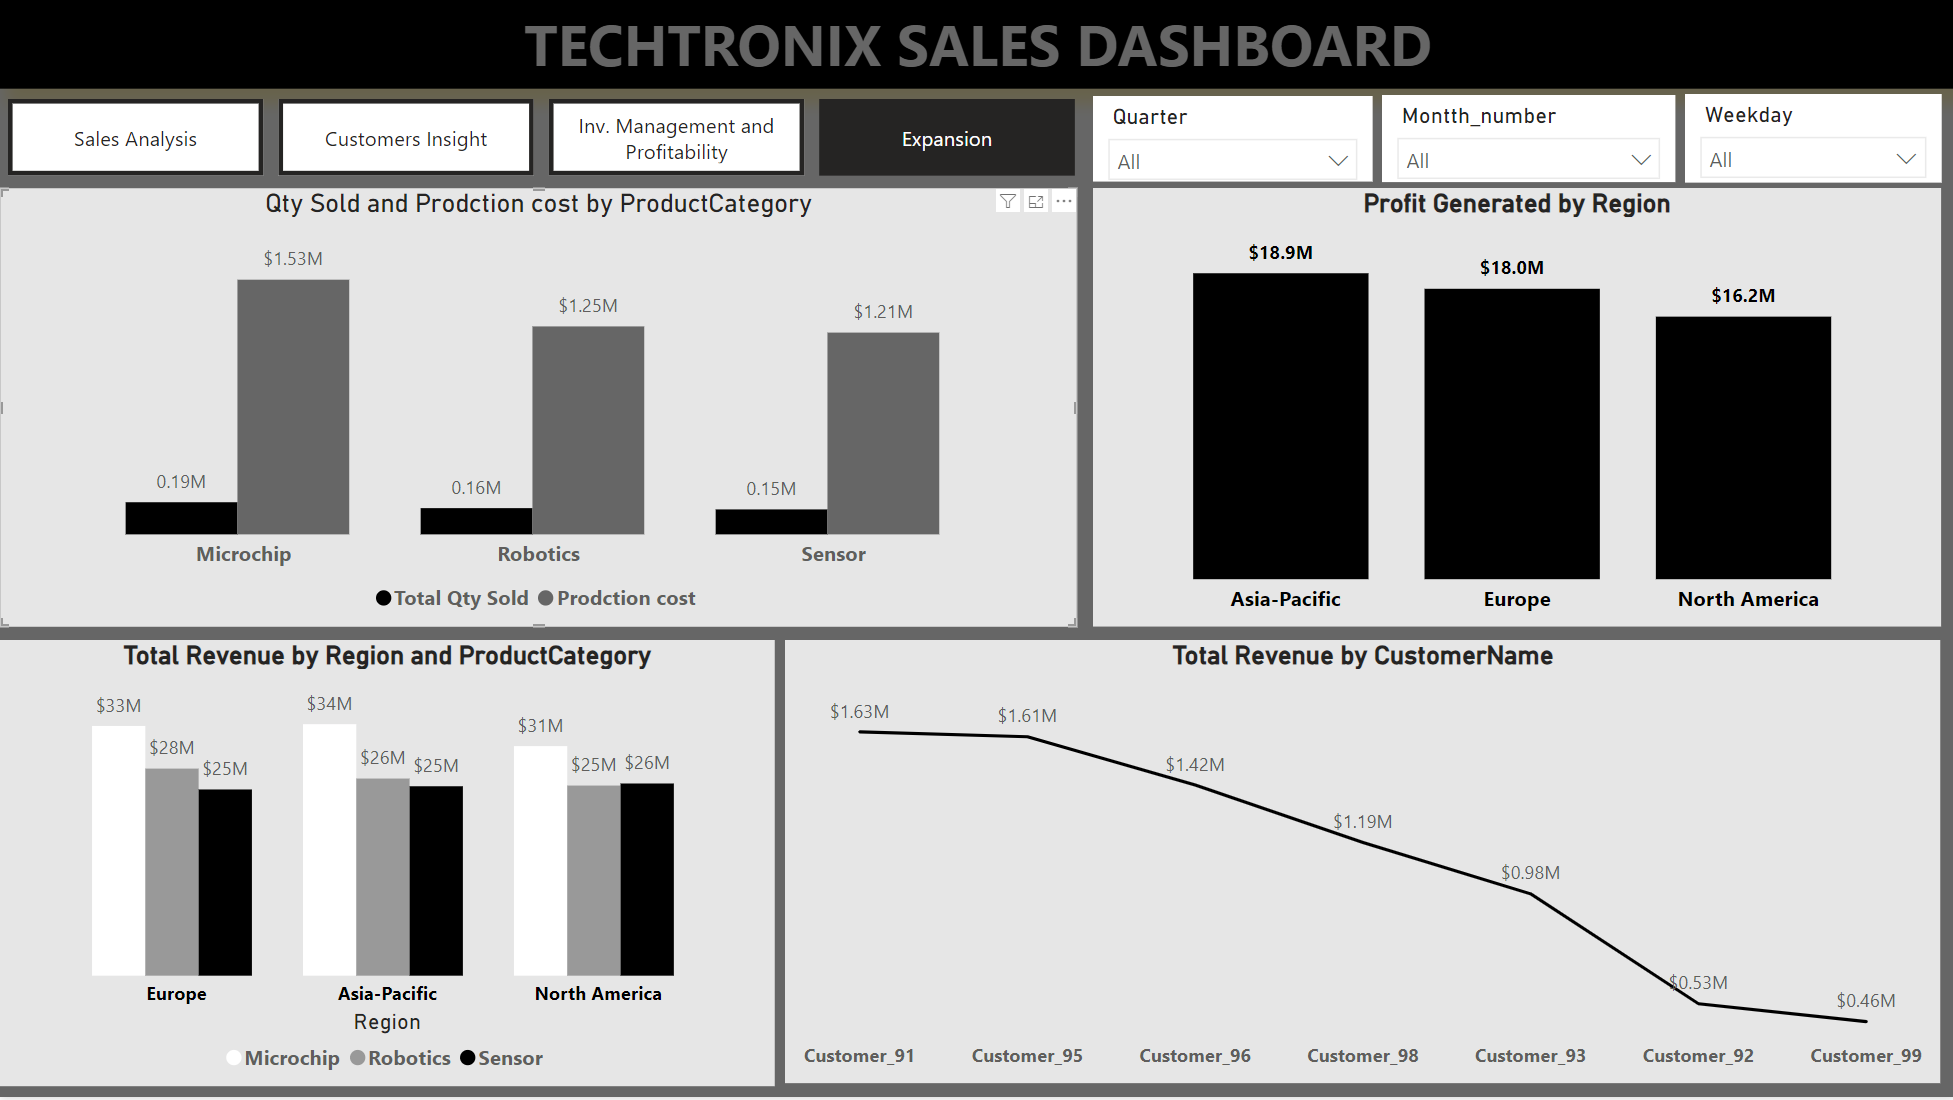 TECHTRONIX SALES DASHBOARD
Sales Analysis
Customers Insight
Inv. Management and
Profitability
Expansion
Quarter
All
Montth_number
All
Weekday
All
Qty Sold and Prodction cost by ProductCategory
$1.53M
$1.25M
$1.21M
0.19M
0.16M
0.15M
Microchip
Robotics
Sensor
Total Qty Sold
Prodction cost
Profit Generated by Region
$18.9M
$18.0M
$16.2M
Asia-Pacific
Europe
North America
Total Revenue by Region and ProductCategory
$33M
$28M
$25M
$34M
$26M
$25M
$31M
$25M
$26M
Europe
Asia-Pacific
North America
Region
Microchip
Robotics
Sensor
Total Revenue by CustomerName
$1.63M
$1.61M
$1.42M
$1.19M
$0.98M
$0.53M
$0.46M
Customer_91
Customer_95
Customer_96
Customer_98
Customer_93
Customer_92
Customer_99